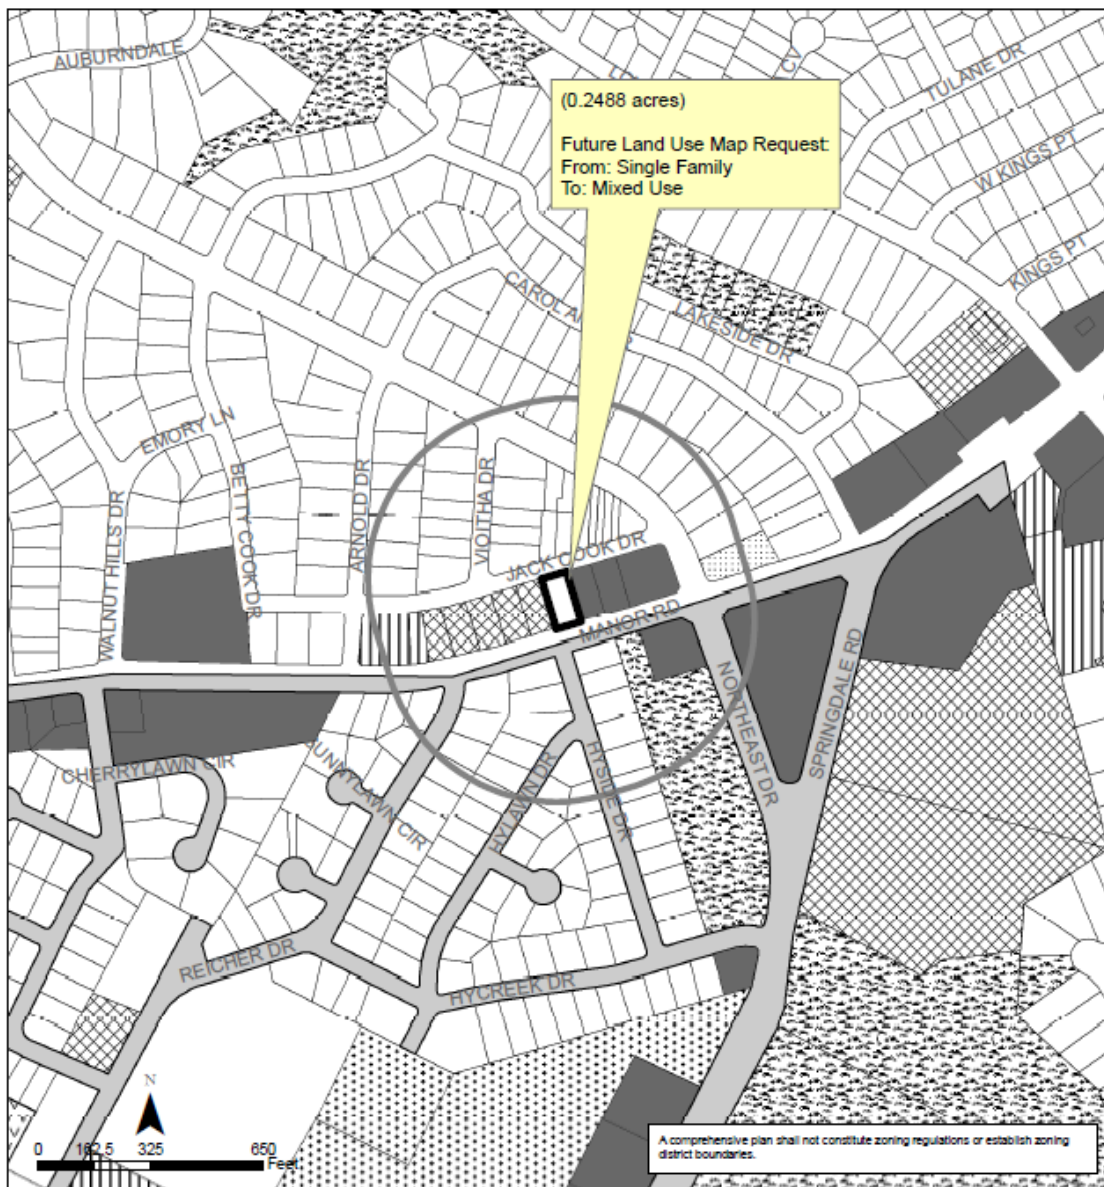 AUBURNDALE
TULANE DR
(0.2488 acres)
Future Land Use Map Request:
From: Single Family
To: Mixed Use
W KINGS PT
KINGS PT
LAKESIDE DR
EMORY LN
BETTY COOK DR
ARNOLD DR
VIOITHA DR
JACK COOK DR
WALNUT HILLS DR
MANOR RD
NORTHEAST DR
SPRINGDALE RD
CHERRYLAWN CIR
SUNNYLAWN CIR
HYLAWN DR
HYSIDE DR
REICHER DR
HYCREEK DR
N
0 162.5 325 650
Feet
A comprehensive plan shall not constitute zoning regulations or establish zoning
district boundaries.